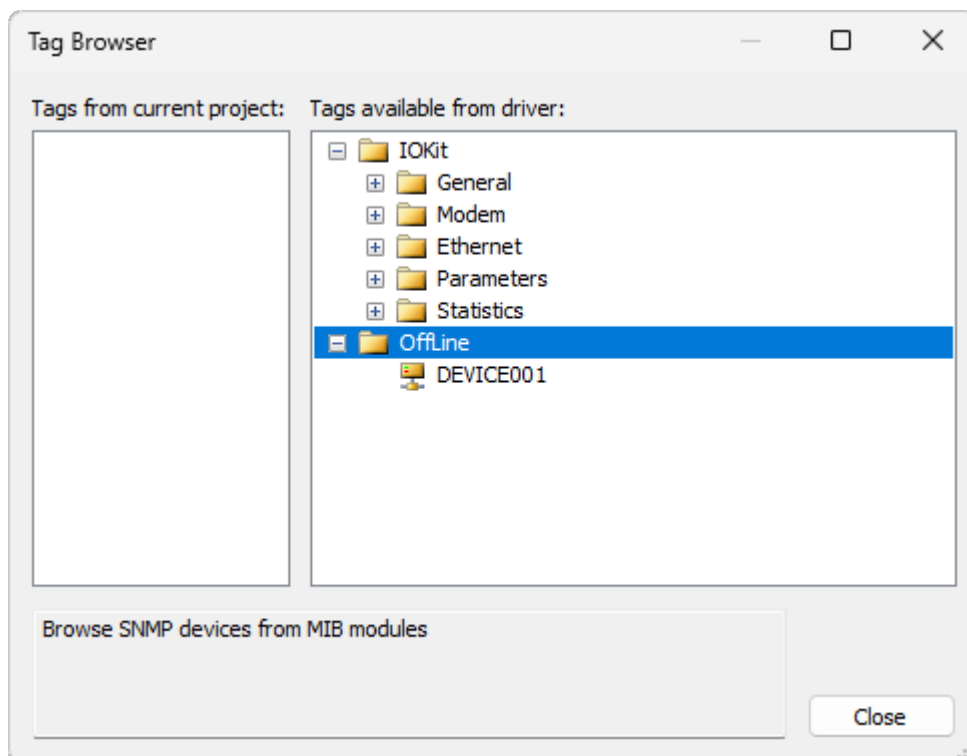 Tag Browser
Tags from current project:
Tags available from driver:
IOKit
General
Modem
Ethernet
Parameters
Statistics
OffLine
DEVICE001
Browse SNMP devices from MIB modules
Close